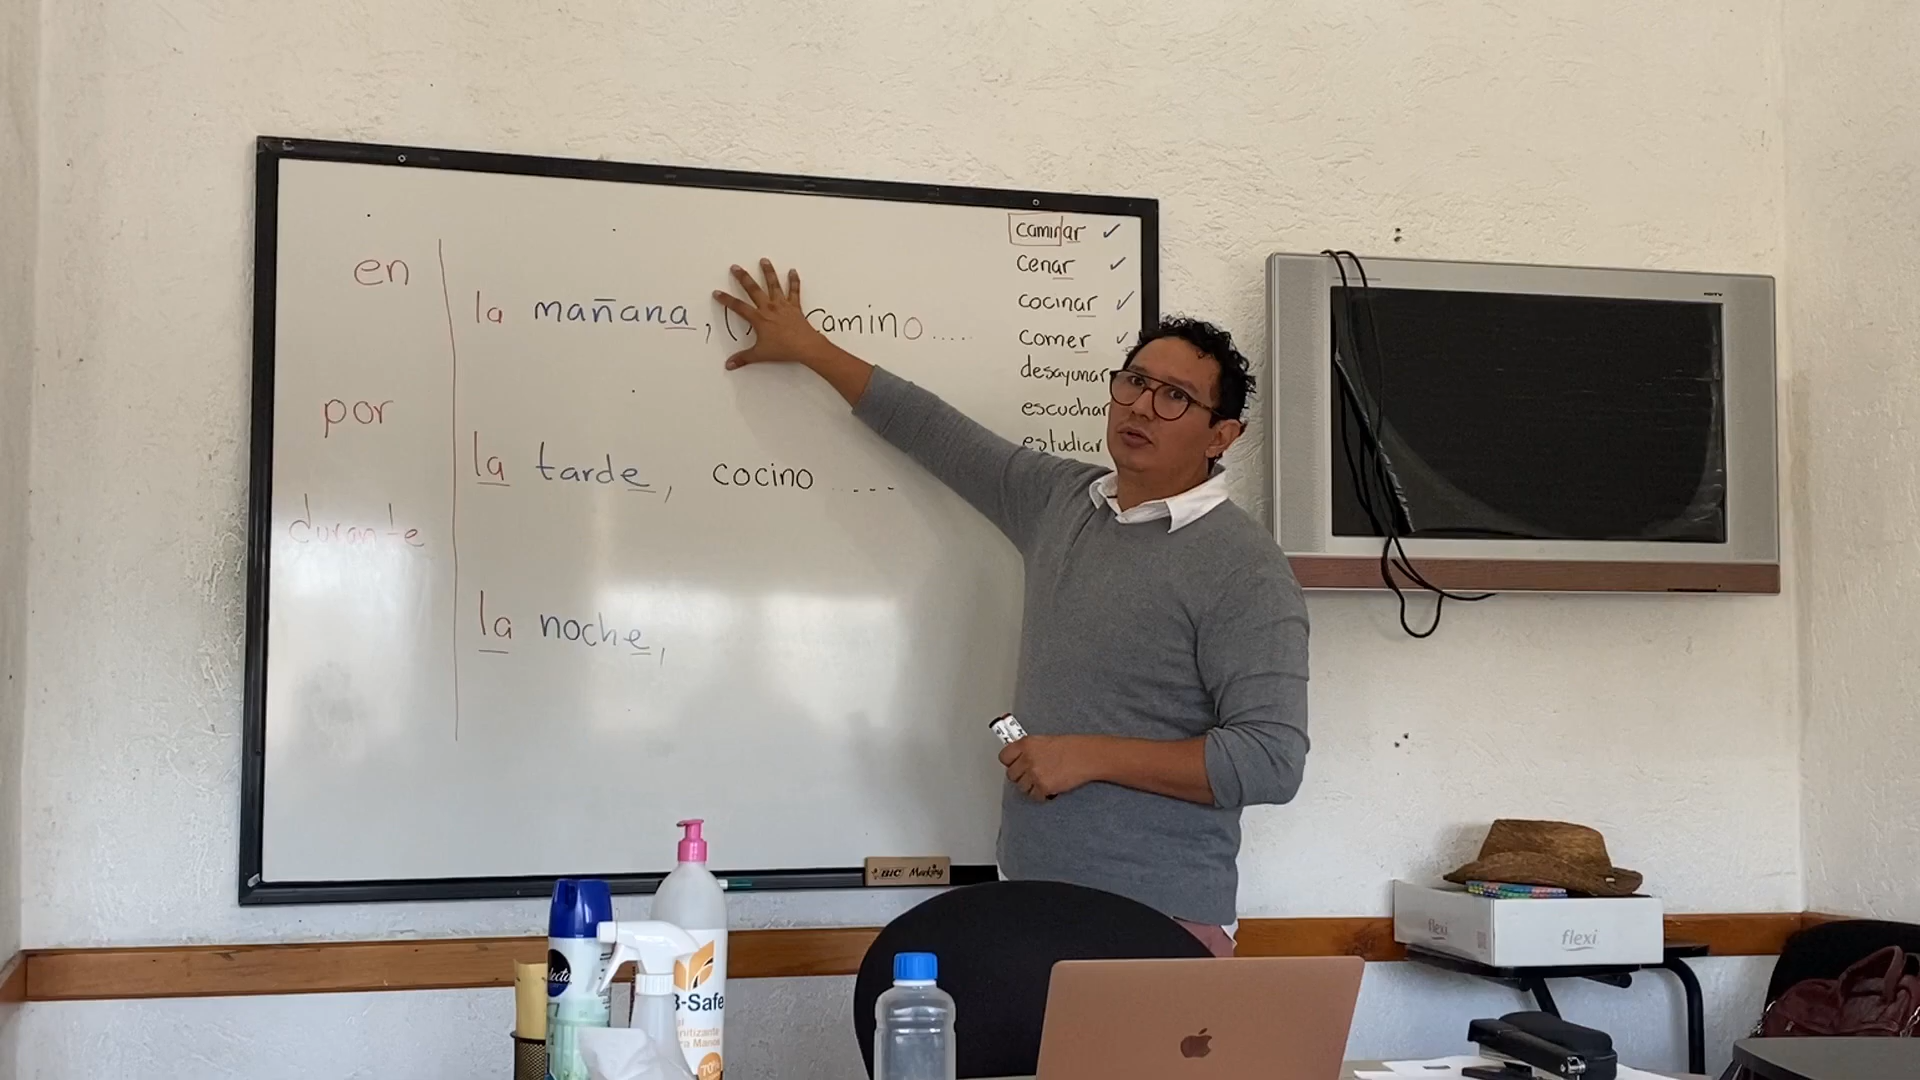 en
la mañana, camino.....
por
la tarde, cocino .....
durante
la noche,
caminar ✓
cenar ✓
cocinar ✓
comer ✓
desayunar
escuchar
estudiar
BIC Marking
B-Safe
70%
flexi
flexi